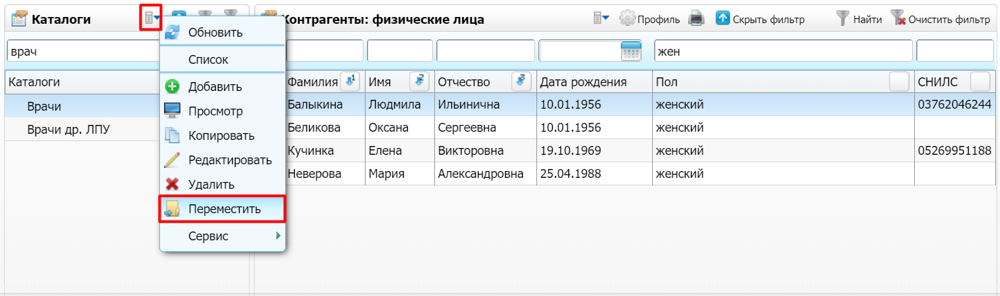 Каталоги
Контрагенты: физические лица Профиль Скрыть фильтр Найти Очистить фильтр
врач
жен
Каталоги
Врачи
Врачи др. ЛПУ
Обновить
Список
Добавить
Просмотр
Копировать
Редактировать
Удалить
Переместить
Сервис
Фамилия 1 Имя 2 Отчество 3 Дата рождения Пол СНИЛС
Балыкина Людмила Ильинична 10.01.1956 женский 03762046244
Беликова Оксана Сергеевна 10.01.1956 женский
Кучинка Елена Викторовна 19.10.1969 женский 05269951188
Неверова Мария Александровна 25.04.1988 женский